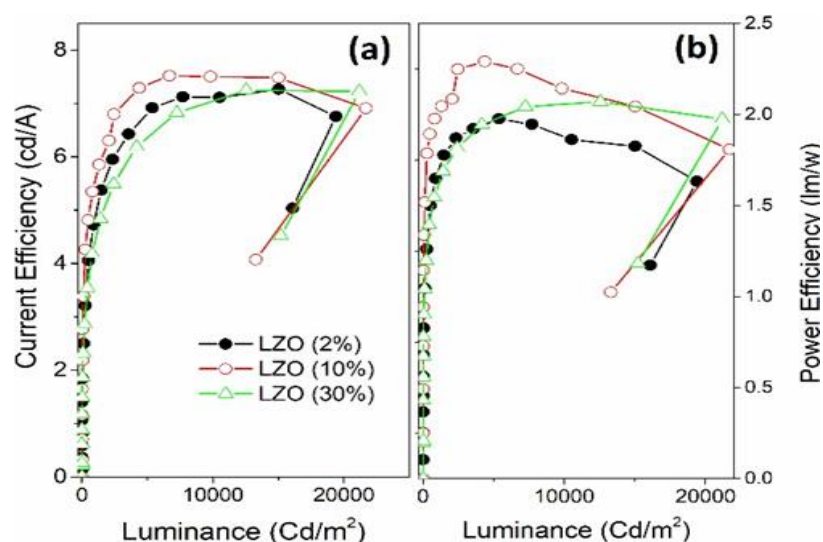 (a)
(b)
Current Efficiency (cd/A)
8
6
4
2
0
LZO (2%)
LZO (10%)
LZO (30%)
0
10000
20000
Luminance (Cd/m²)
2.5
2.0
1.5
1.0
0.5
0.0
Power Efficiency (lm/w)
0
10000
20000
Luminance (Cd/m²)